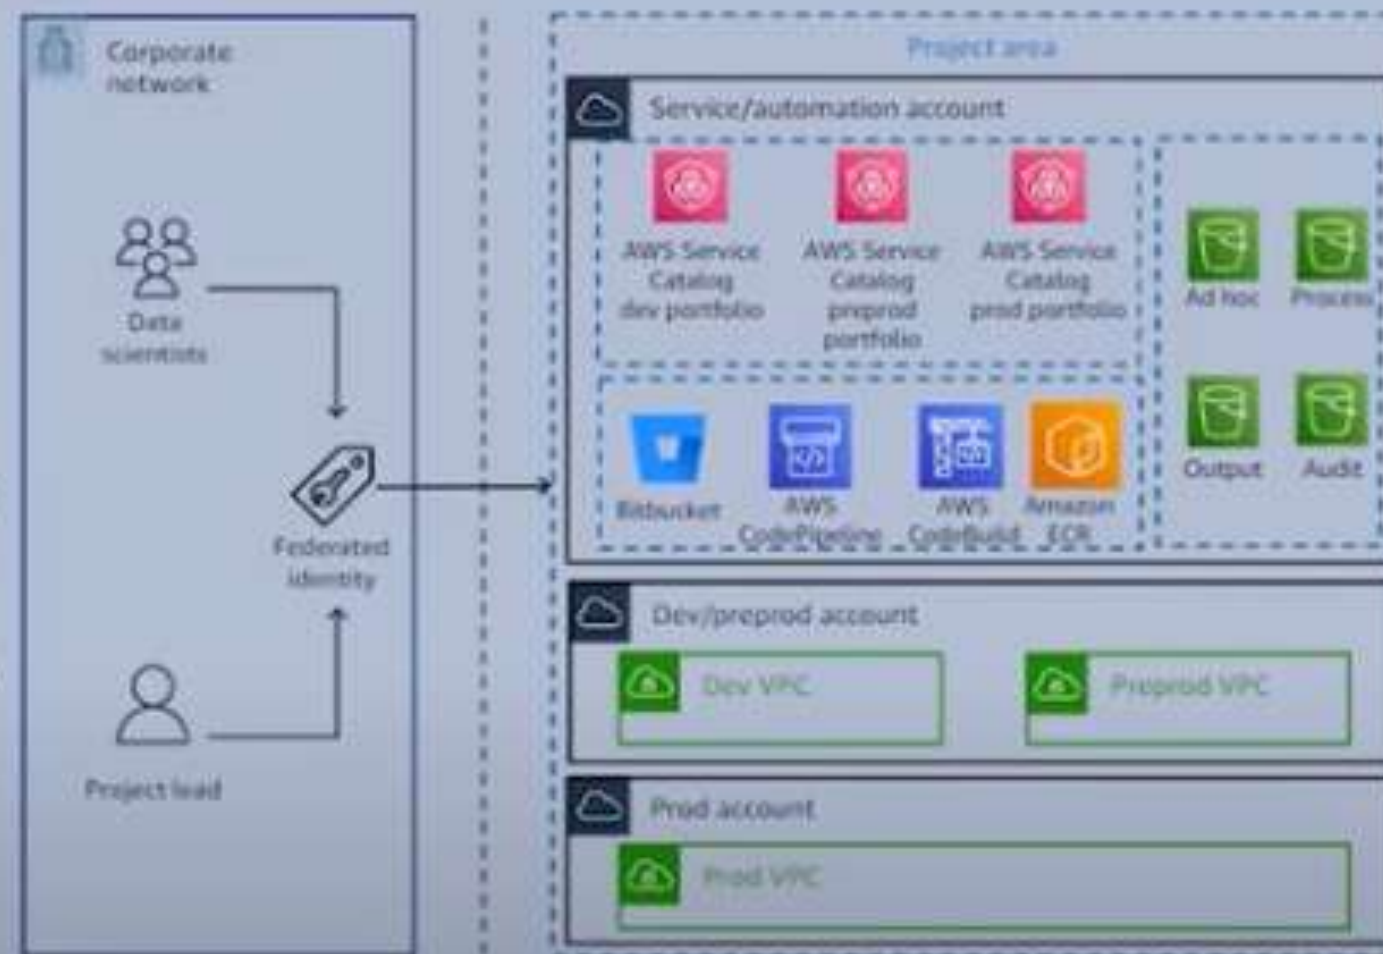 Corporate
network
Data
scientists
Federated
identity
Project lead
Project area
Service/automation account
AWS Service
Catalog
dev portfolio
AWS Service
Catalog
preprod
portfolio
AWS Service
Catalog
prod portfolio
Bitbucket
AWS
CodePipeline
AWS
CodeBuild
Amazon
ECR
Ad hoc
Process
Output
Audit
Dev/preprod account
Dev VPC
Preprod VPC
Prod account
Prod VPC